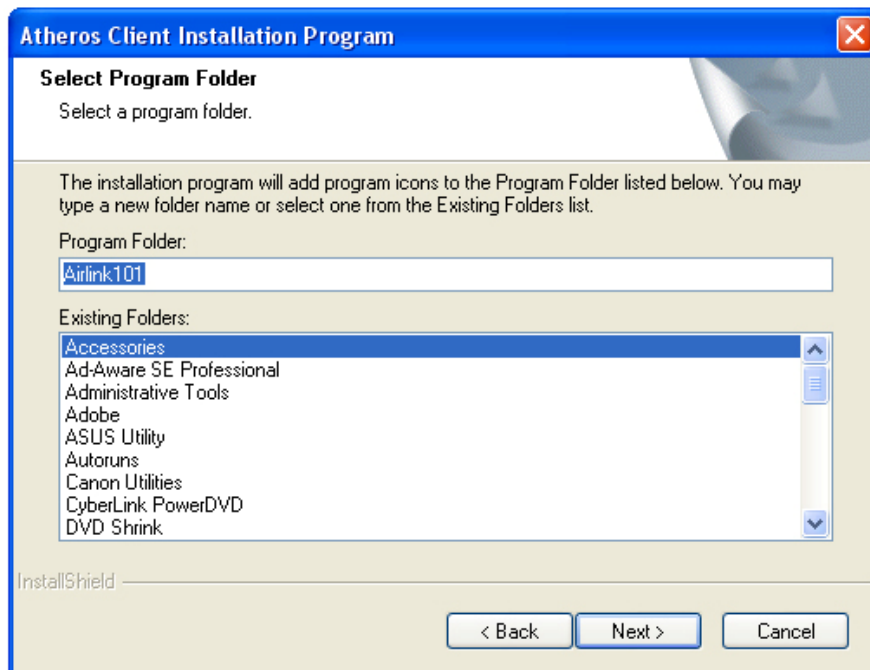 Atheros Client Installation Program
Select Program Folder
Select a program folder.
The installation program will add program icons to the Program Folder listed below. You may
type a new folder name or select one from the Existing Folders list.
Program Folder:
Airlink101
Existing Folders:
Accessories
Ad-Aware SE Professional
Administrative Tools
Adobe
ASUS Utility
Autoruns
Canon Utilities
CyberLink PowerDVD
DVD Shrink
InstallShield
< Back
Next >
Cancel